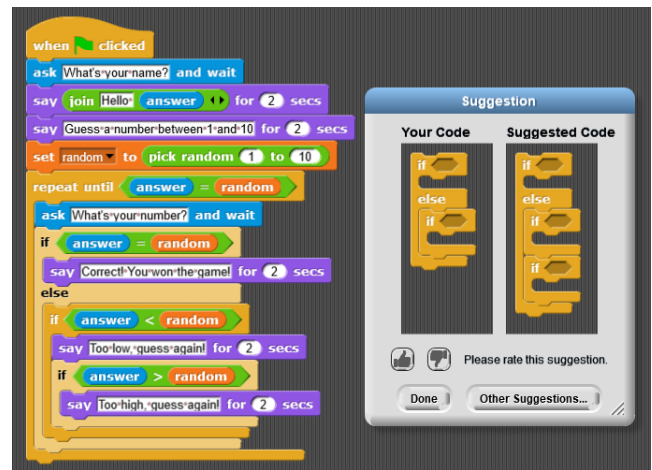 when clicked
ask What's your name? and wait
say join Hello answer for 2 secs
say Guess a number between 1 and 10 for 2 secs
set random to pick random 1 to 10
repeat until answer = random
ask What's your number? and wait
if answer = random
say Correct! You won the game! for 2 secs
else
if answer < random
say Too low, guess again! for 2 secs
if answer > random
say Too high, guess again! for 2 secs
Suggestion
Your Code
if
else
if
Suggested Code
if
else
if
if
Please rate this suggestion.
Done
Other Suggestions...